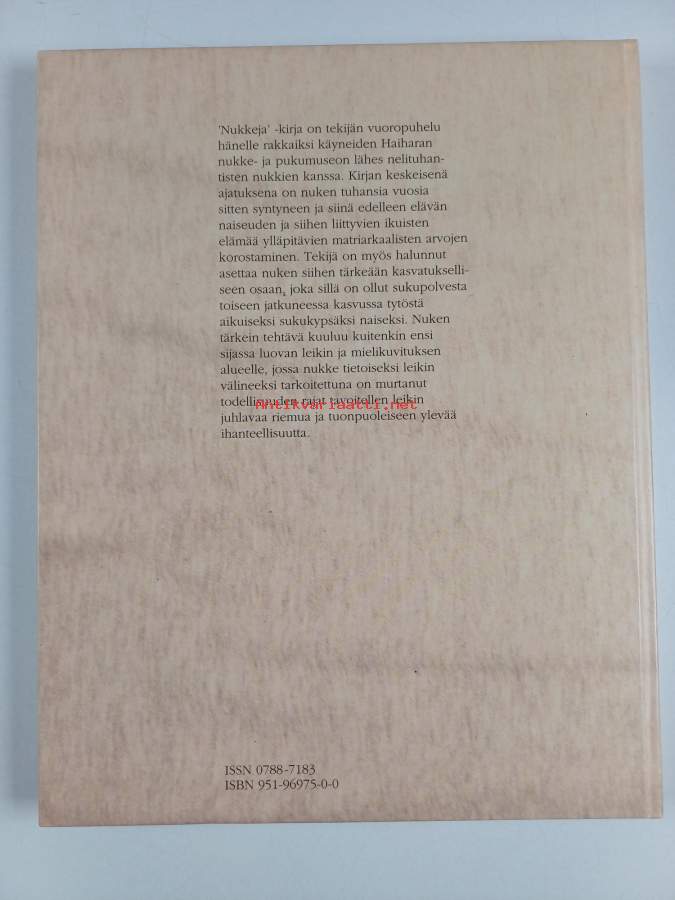 'Nukkeja' -kirja on tekijän vuoropuhelu
hänelle rakkaiksi käyneiden Haiharan
nukke- ja pukumuseon lähes nelituhan-
tisten nukkien kanssa. Kirjan keskeisenä
ajatuksena on nuken tuhansia vuosia
sitten syntyneen ja siinä edelleen elävän
naiseuden ja siihen liittyvien ikuisten
elämää ylläpitävien matriarkaalisten arvojen
korostaminen. Tekijä on myös halunnut
asettaa nuken siihen tärkeään kasvatukselli-
seen osaan, joka sillä on ollut sukupolvesta
toiseen jatkuneessa kasvussa tytöstä
aikuiseksi sukukypsäksi naiseksi. Nuken
tärkein tehtävä kuuluu kuitenkin ensi
sijassa luovan leikin ja mielikuvituksen
alueelle, jossa nukke tietoiseksi leikin
välineeksi tarkoitettuna on murtanut
todellisuuden rajat tavoitellen leikin
Antikvariaatti.net
juhlavaa riemua ja tuonpuoleiseen ylevää
ihanteellisuutta.
ISSN 0788-7183
ISBN 951-96975-0-0